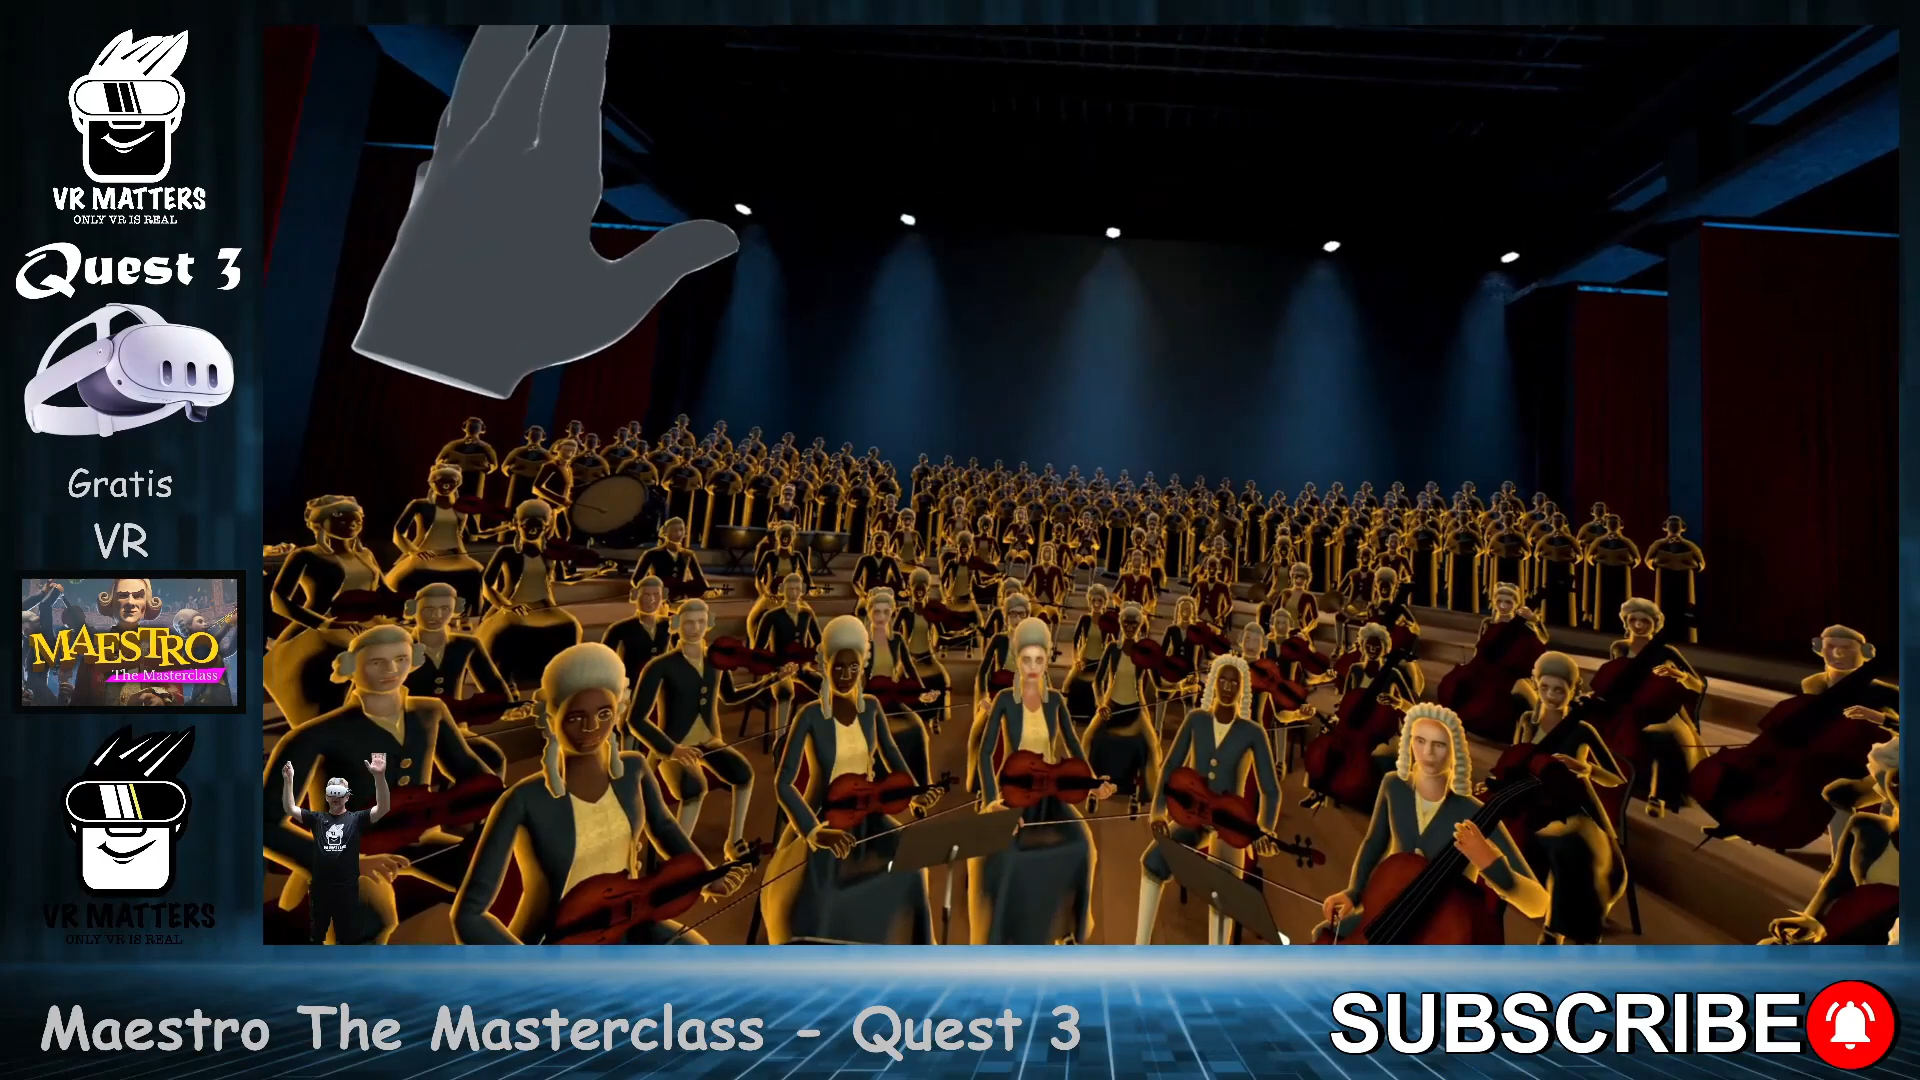 VR MATTERS
ONLY VR IS REAL
Quest 3
Gratis
VR
MAESTRO
The Masterclass
VR MATTERS
ONLY VR IS REAL
Maestro The Masterclass - Quest 3
SUBSCRIBE